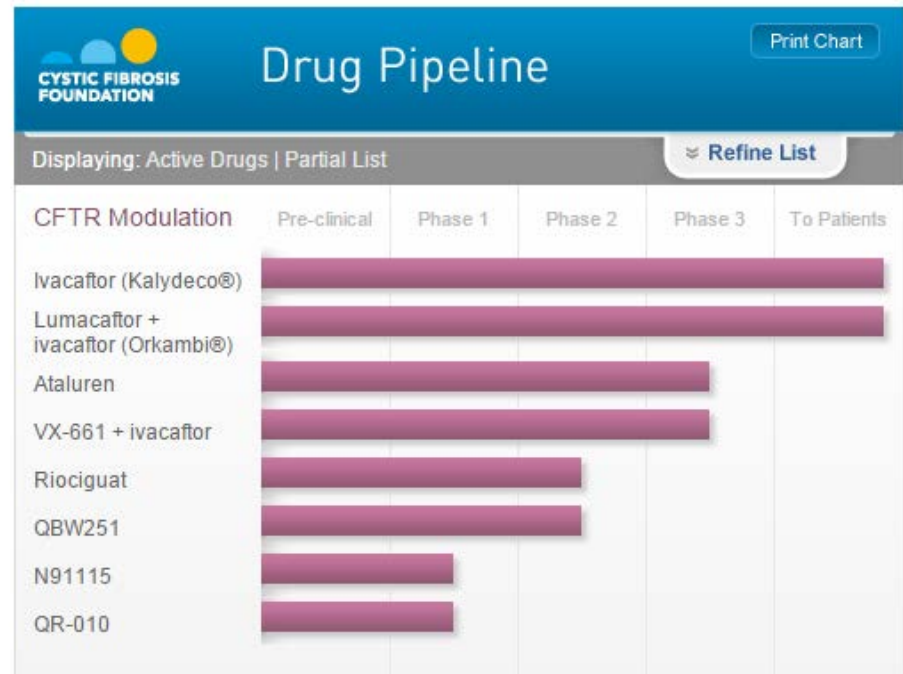 CYSTIC FIBROSIS
FOUNDATION
Drug Pipeline
Print Chart
Displaying: Active Drugs | Partial List
Refine List
CFTR Modulation
Pre-clinical
Phase 1
Phase 2
Phase 3
To Patients
Ivacaftor (Kalydeco®)
Lumacaftor +
ivacaftor (Orkambi®)
Ataluren
VX-661 + ivacaftor
Riociguat
QBW251
N91115
QR-010